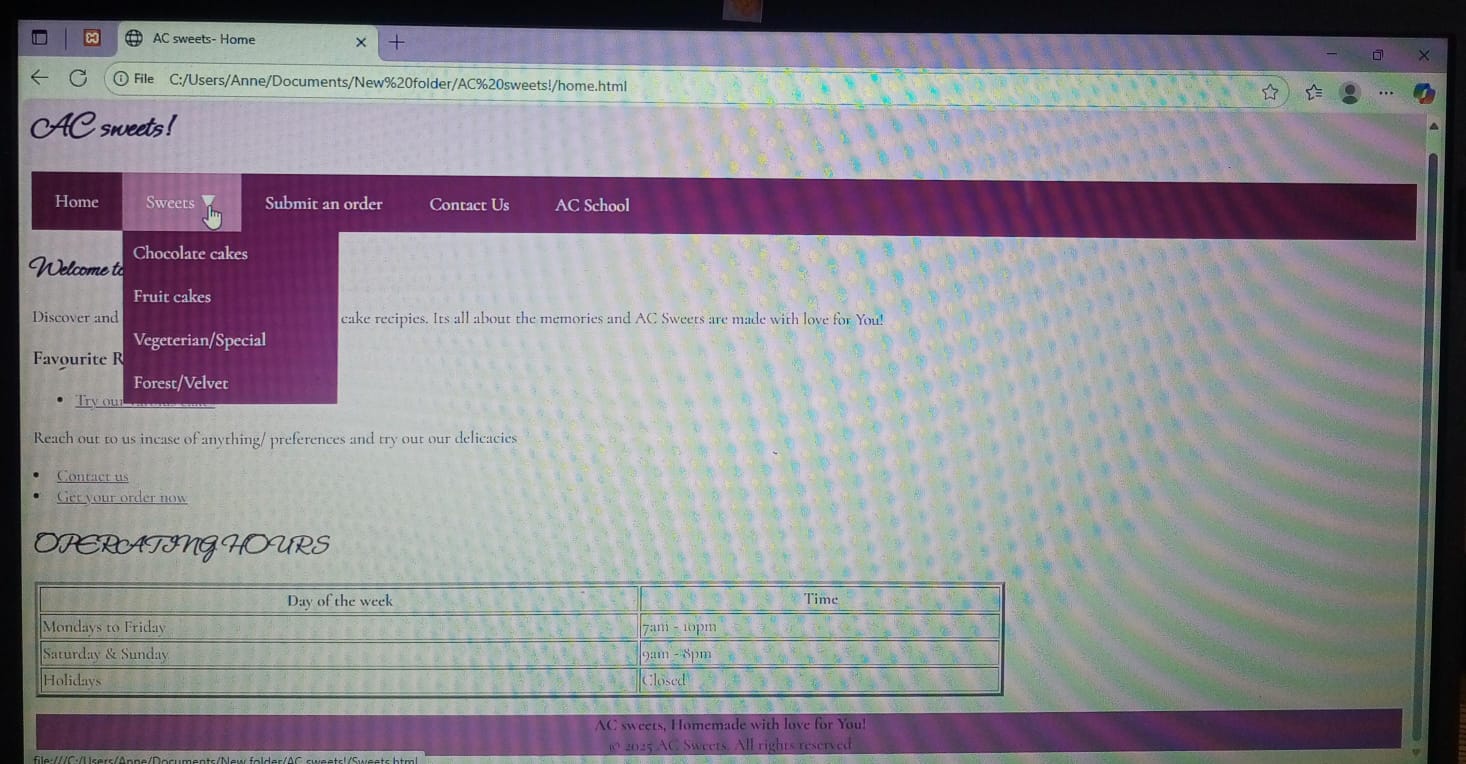 AC sweets- Home
File C:/Users/Anne/Documents/New%20folder/AC%20sweets!/home.html
AC sweets!
Home Sweets Submit an order Contact Us AC School
Chocolate cakes
Welcome to
Fruit cakes
Discover and cake recipies. Its all about the memories and AC Sweets are made with love for You!
Vegeterian/Special
Favourite R
Forest/Velvet
Try our
Reach out to us incase of anything/ preferences and try out our delicacies
Contact us
Get your order now
OPERATING HOURS
Day of the week Time
Mondays to Friday 7am - 10pm
Saturday & Sunday 9am - 8pm
Holidays Closed
AC sweets, Homemade with love for You!
© 2025 AC Sweets. All rights reserved
file:///C:/Users/Anne/Documents/New folder/AC sweets!/Sweets.html